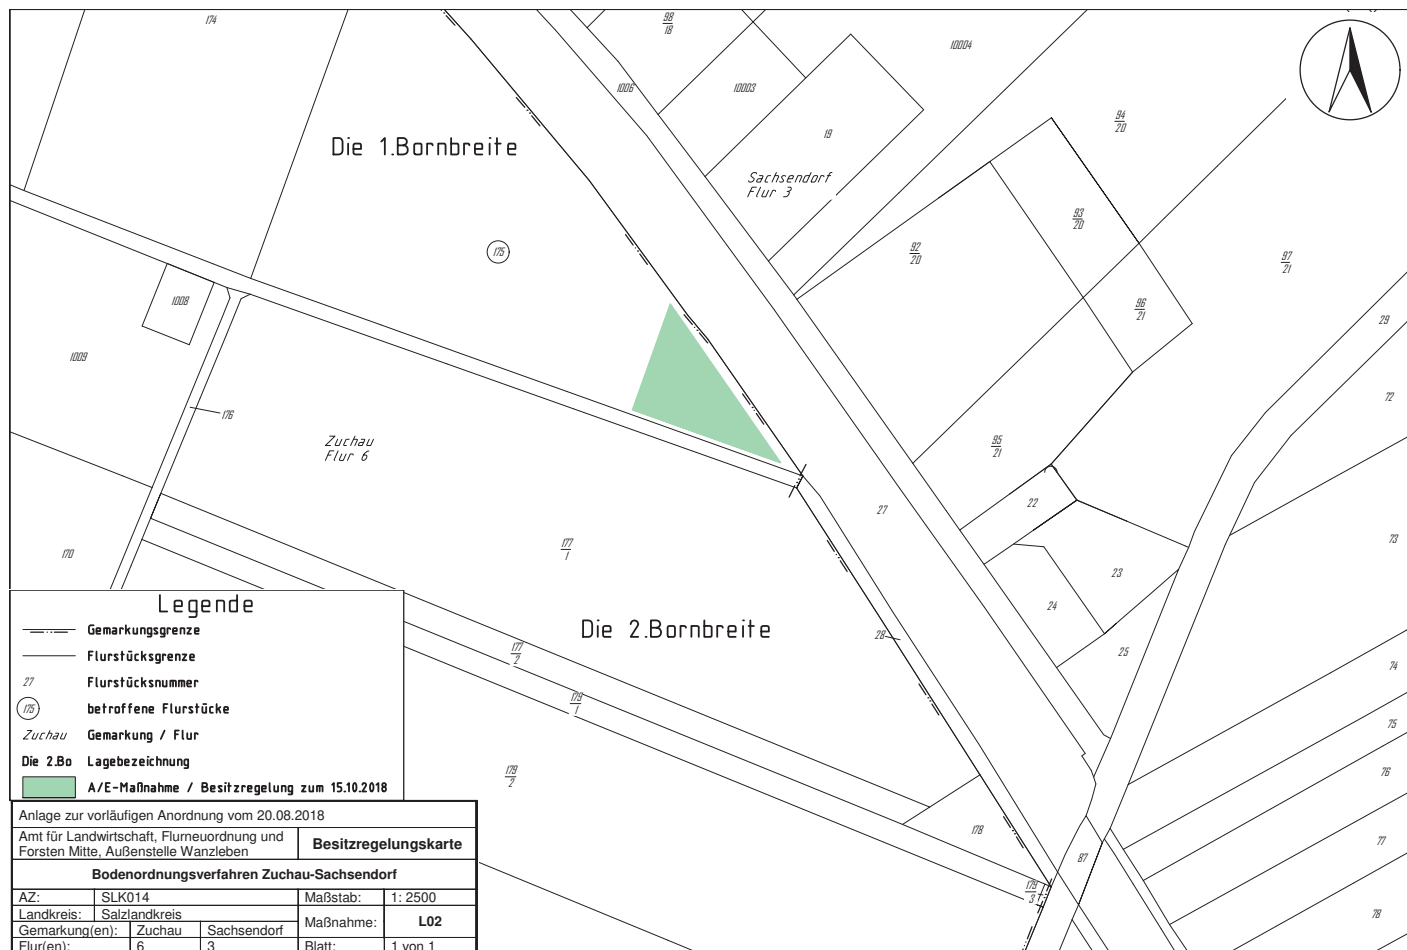 174
98
18
10004
1006
10003
94
20
19
Die 1.Bornbreite
Sachsendorf
Flur 3
93
20
92
20
175
97
21
1008
96
21
29
1009
72
176
Zuchau
Flur 6
95
21
22
27
73
170
177
1
23
24
Die 2.Bornbreite
28
25
177
2
74
179
1
75
179
2
76
178
77
87
179
3
78
Legende
Gemarkungsgrenze
Flurstücksgrenze
27 Flurstücksnummer
175 betroffene Flurstücke
Zuchau Gemarkung / Flur
Die 2.Bo Lagebezeichnung
A/E-Maßnahme / Besitzregelung zum 15.10.2018
Anlage zur vorläufigen Anordnung vom 20.08.2018
Amt für Landwirtschaft, Flurneuordnung und
Forsten Mitte, Außenstelle Wanzleben
Besitzregelungskarte
Bodenordnungsverfahren Zuchau-Sachsendorf
AZ: SLK014 Maßstab: 1: 2500
Landkreis: Salzlandkreis
Maßnahme: L02
Gemarkung(en): Zuchau Sachsendorf
Flur(en): 6 3 Blatt: 1 von 1